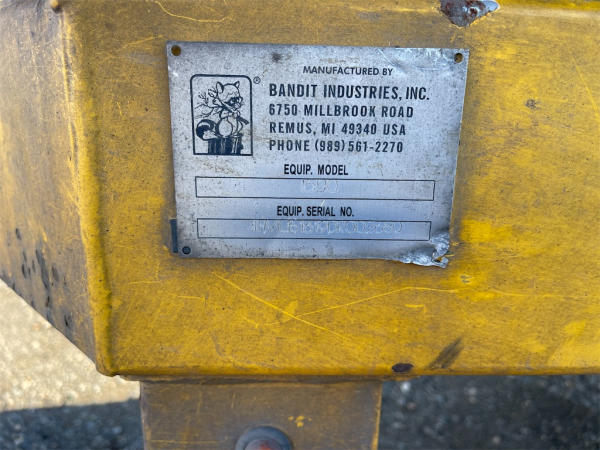 MANUFACTURED BY
®
BANDIT INDUSTRIES, INC.
6750 MILLBROOK ROAD
REMUS, MI 49340 USA
PHONE (989) 561-2270
EQUIP. MODEL
EQUIP. SERIAL NO.